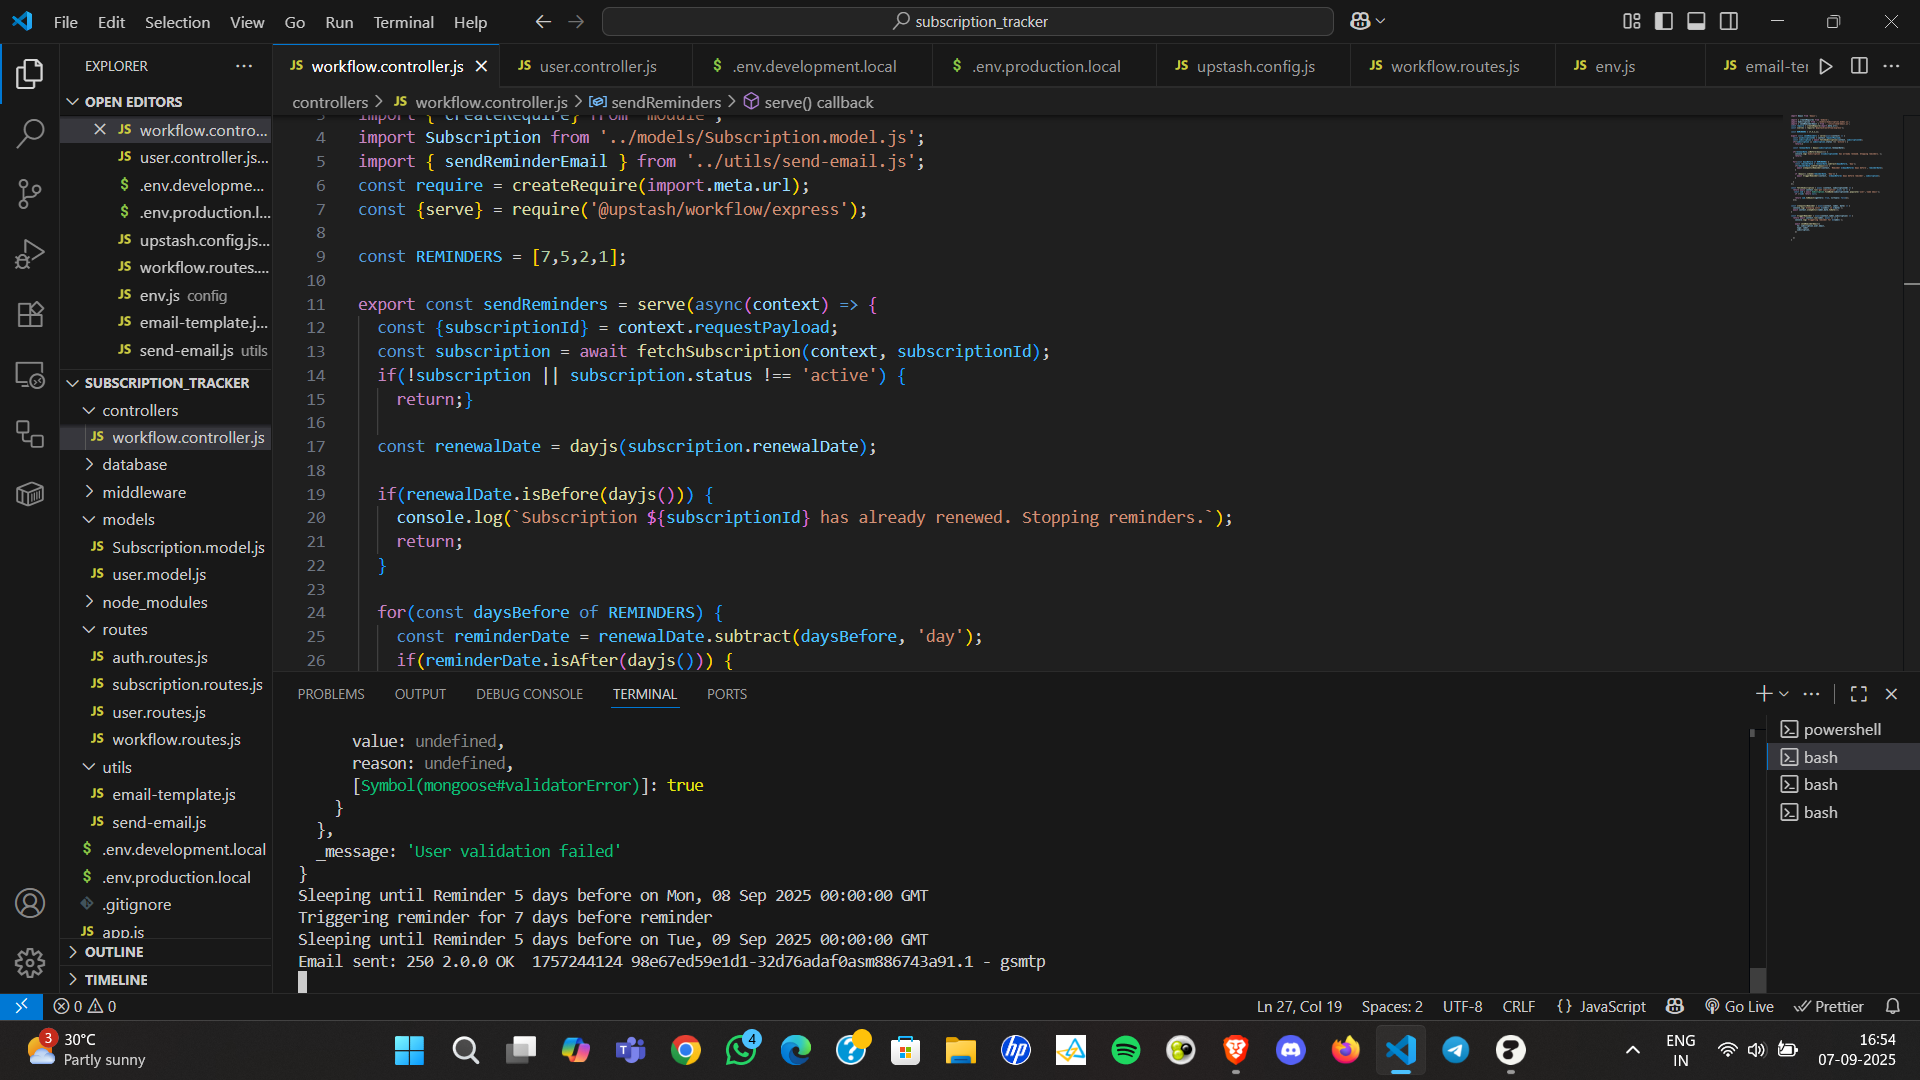 File Edit Selection View Go Run Terminal Help
subscription_tracker
EXPLORER
OPEN EDITORS
JS workflow.contro...
JS user.controller.js...
$ .env.developme...
$ .env.production.l...
JS upstash.config.js...
JS workflow.routes....
JS env.js config
JS email-template.j...
JS send-email.js utils
SUBSCRIPTION_TRACKER
controllers
JS workflow.controller.js
database
middleware
models
JS Subscription.model.js
JS user.model.js
node_modules
routes
JS auth.routes.js
JS subscription.routes.js
JS user.routes.js
JS workflow.routes.js
utils
JS email-template.js
JS send-email.js
$ .env.development.local
$ .env.production.local
.gitignore
JS app.js
OUTLINE
TIMELINE
JS workflow.controller.js JS user.controller.js $ .env.development.local $ .env.production.local JS upstash.config.js JS workflow.routes.js JS env.js JS email-te
controllers > JS workflow.controller.js > sendReminders > serve() callback
3 import { createRequire} from 'module';
4 import Subscription from '../models/Subscription.model.js';
5 import { sendReminderEmail } from '../utils/send-email.js';
6 const require = createRequire(import.meta.url);
7 const {serve} = require('@upstash/workflow/express');
8
9 const REMINDERS = [7,5,2,1];
10
11 export const sendReminders = serve(async(context) => {
12 const {subscriptionId} = context.requestPayload;
13 const subscription = await fetchSubscription(context, subscriptionId);
14 if(!subscription || subscription.status !== 'active') {
15 return;}
16
17 const renewalDate = dayjs(subscription.renewalDate);
18
19 if(renewalDate.isBefore(dayjs())) {
20 console.log(`Subscription ${subscriptionId} has already renewed. Stopping reminders.`);
21 return;
22 }
23
24 for(const daysBefore of REMINDERS) {
25 const reminderDate = renewalDate.subtract(daysBefore, 'day');
26 if(reminderDate.isAfter(dayjs())) {
PROBLEMS OUTPUT DEBUG CONSOLE TERMINAL PORTS
value: undefined,
reason: undefined,
[Symbol(mongoose#validatorError)]: true
}
},
_message: 'User validation failed'
}
Sleeping until Reminder 5 days before on Mon, 08 Sep 2025 00:00:00 GMT
Triggering reminder for 7 days before reminder
Sleeping until Reminder 5 days before on Tue, 09 Sep 2025 00:00:00 GMT
Email sent: 250 2.0.0 OK 1757244124 98e67ed59e1d1-32d76adaf0asm886743a91.1 - gsmtp
powershell
bash
bash
bash
0 0
Ln 27, Col 19 Spaces: 2 UTF-8 CRLF {} JavaScript Go Live Prettier
3
30°C
Partly sunny
4
ENG
IN
16:54
07-09-2025